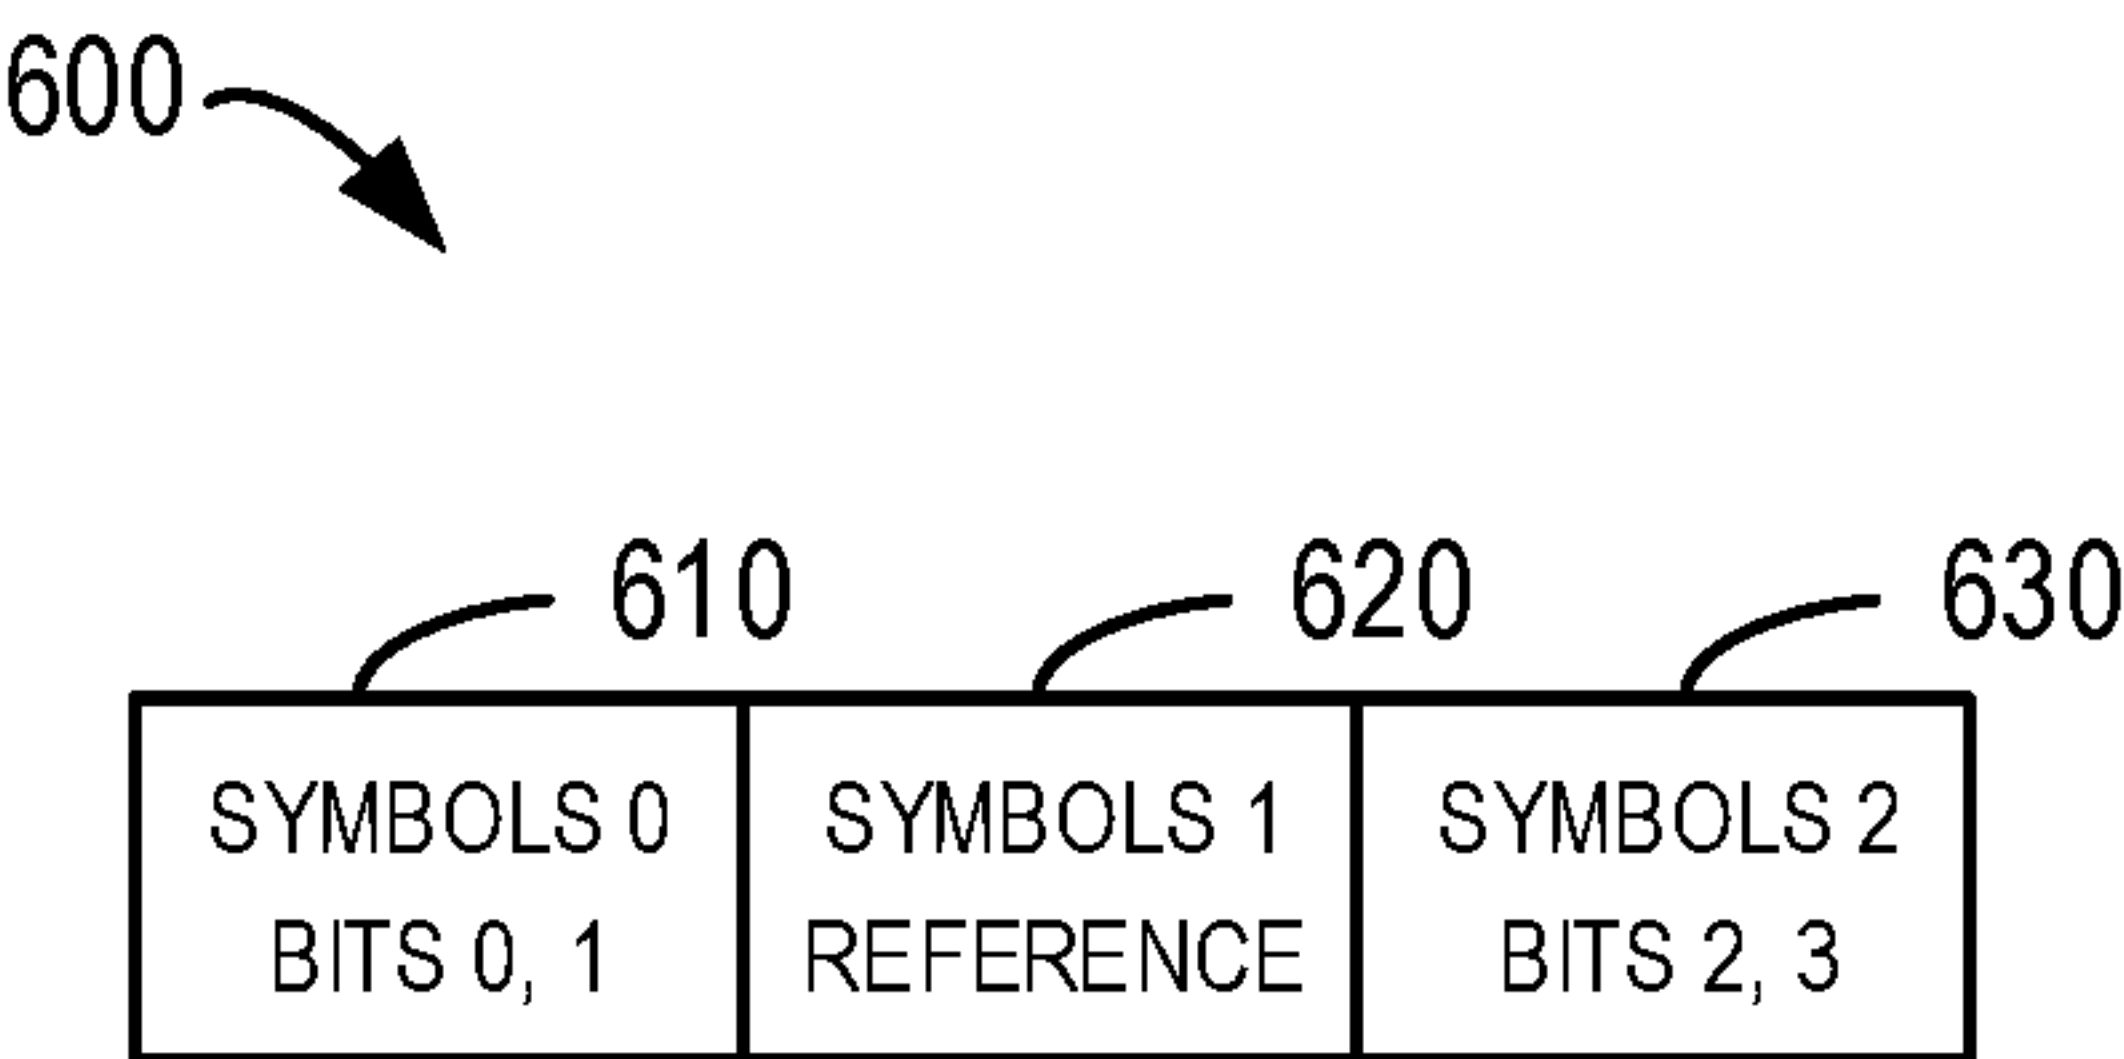 600
610
620
630
SYMBOLS 0
BITS 0, 1
SYMBOLS 1
REFERENCE
SYMBOLS 2
BITS 2, 3